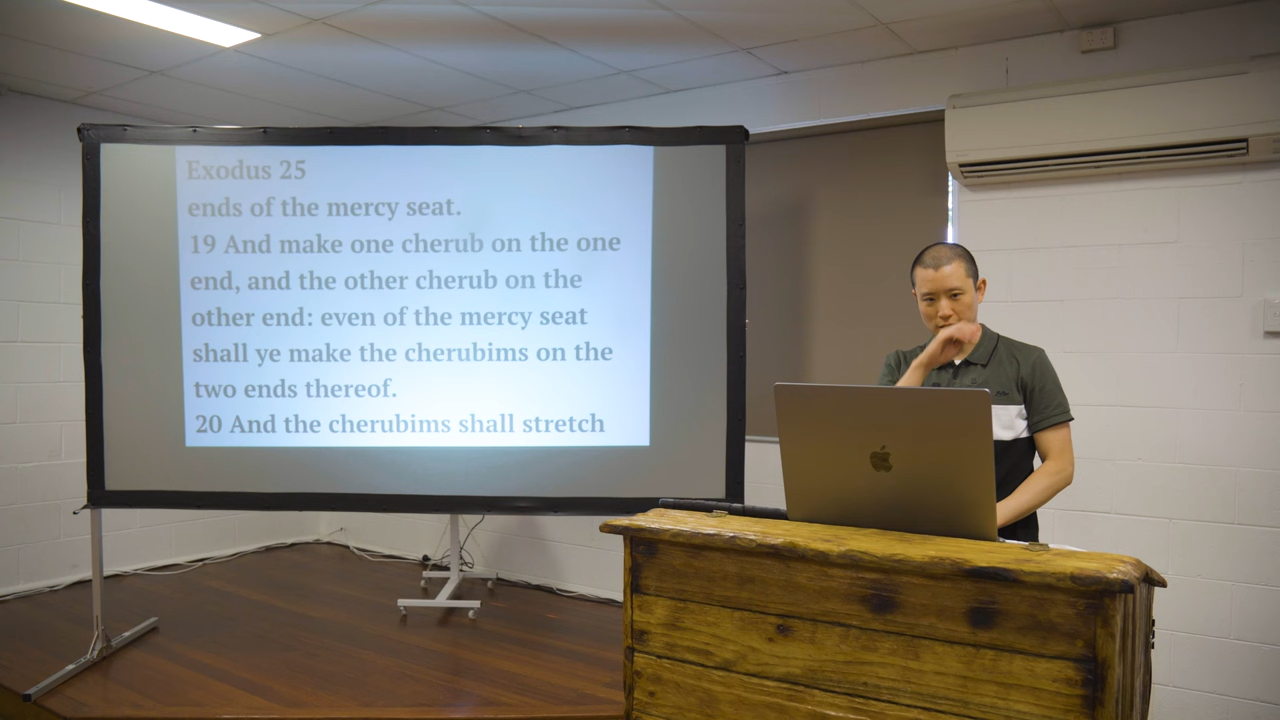 Exodus 25
ends of the mercy seat.
19 And make one cherub on the one
end, and the other cherub on the
other end: even of the mercy seat
shall ye make the cherubims on the
two ends thereof.
20 And the cherubims shall stretch